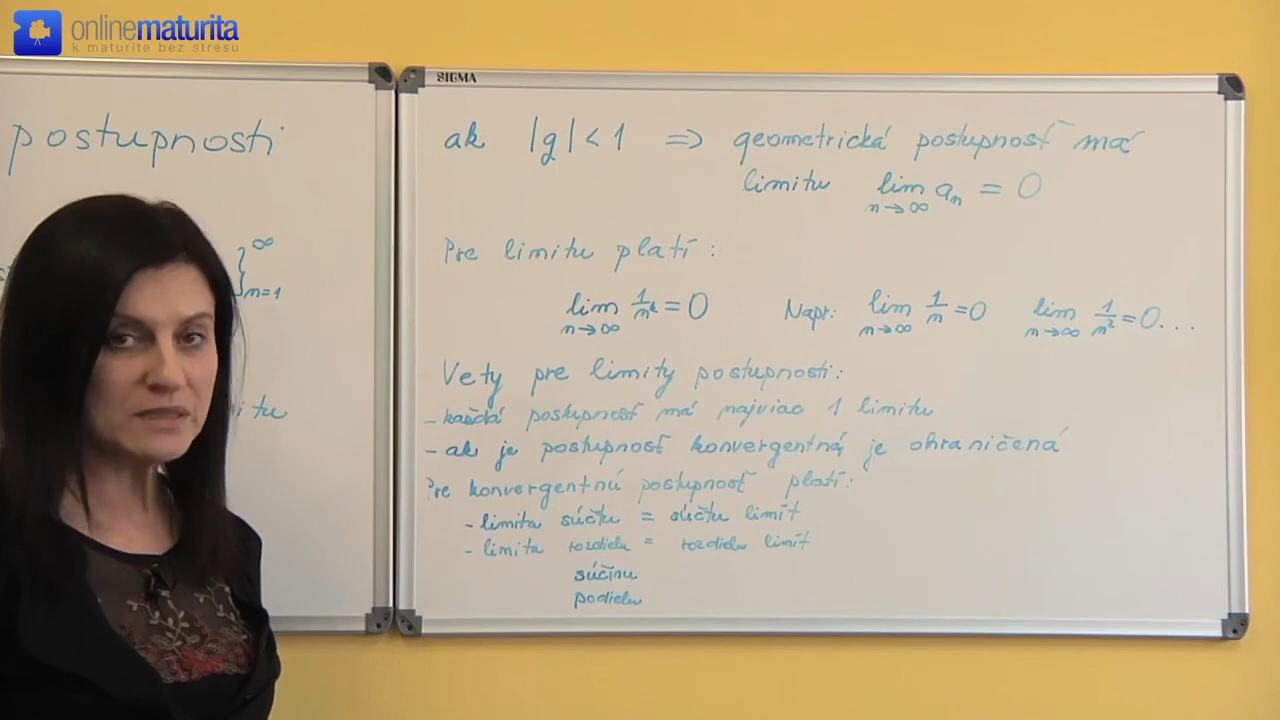 onlinematurita
k maturite bez stresu
SIGMA
postupnosti
}∞
n=1
ak |q| < 1 ⇒ geometrická postupnosť má
limitu lim n→∞ an = 0
Pre limitu platí:
lim n→∞ 1/n^k = 0 Napr: lim n→∞ 1/n = 0 lim n→∞ 1/n² = 0...
Vety pre limity postupnosti:
- každá postupnosť má najviac 1 limitu
- ak je postupnosť konvergentná, je ohraničená
Pre konvergentnú postupnosť platí:
- limita súčtu = súčtu limít
- limita rozdielu = rozdielu limít
súčinu
podielu